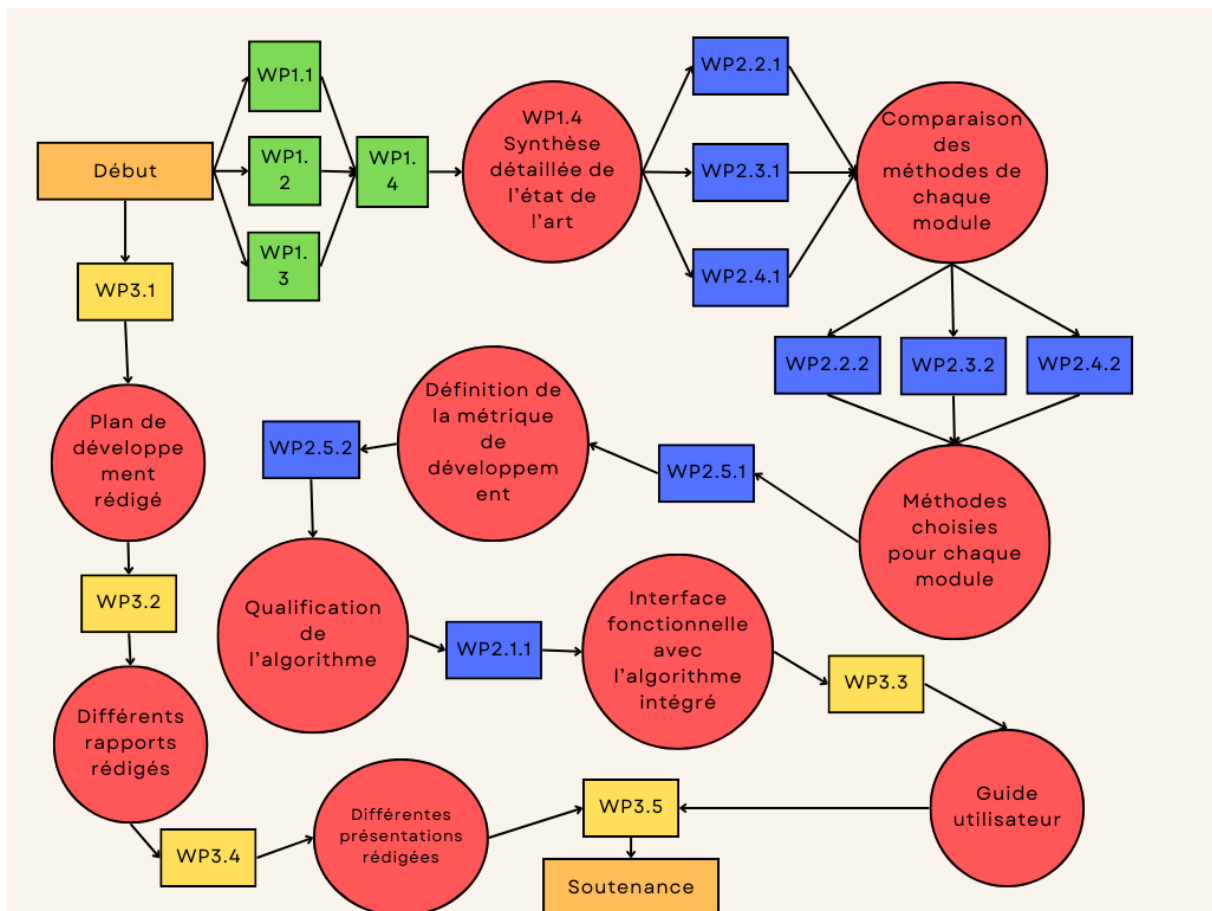 WP1.1
WP2.2.1
WP1.4
Synthèse
détaillée de
l'état de
l'art
Comparaison
des
méthodes de
chaque
module
Début
WP1.
2
WP1.
4
WP2.3.1
WP1.
3
WP2.4.1
WP3.1
WP2.2.2
WP2.3.2
WP2.4.2
Plan de
développe
ment
rédigé
WP2.5.2
Définition de
la métrique
de
développem
ent
WP2.5.1
Méthodes
choisies
pour chaque
module
WP3.2
Qualification
de
l'algorithme
WP2.1.1
Interface
fonctionnelle
avec
l'algorithme
intégré
WP3.3
Différents
rapports
rédigés
Guide
utilisateur
WP3.4
Différentes
présentations
rédigées
WP3.5
Soutenance